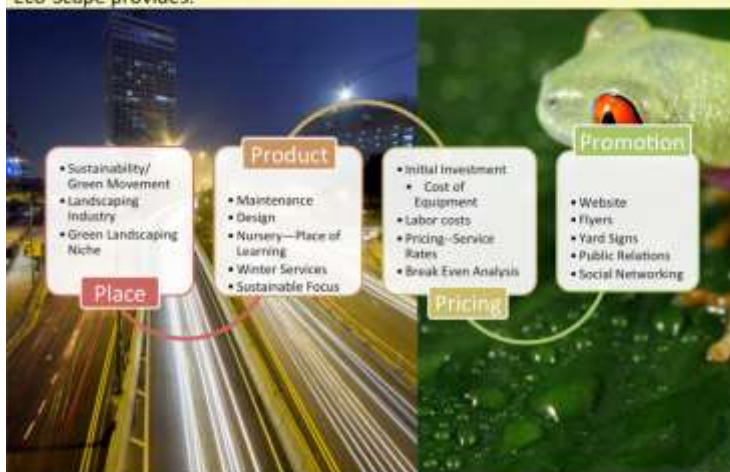 Eco-Scape provides:
• Sustainability/
Green Movement
• Landscaping
Industry
• Green Landscaping
Niche
Place
Product
• Maintenance
• Design
• Nursery—Place of
Learning
• Winter Services
• Sustainable Focus
• Initial Investment
• Cost of
Equipment
• Labor costs
• Pricing--Service
Rates
• Break Even Analysis
Pricing
Promotion
• Website
• Flyers
• Yard Signs
• Public Relations
• Social Networking